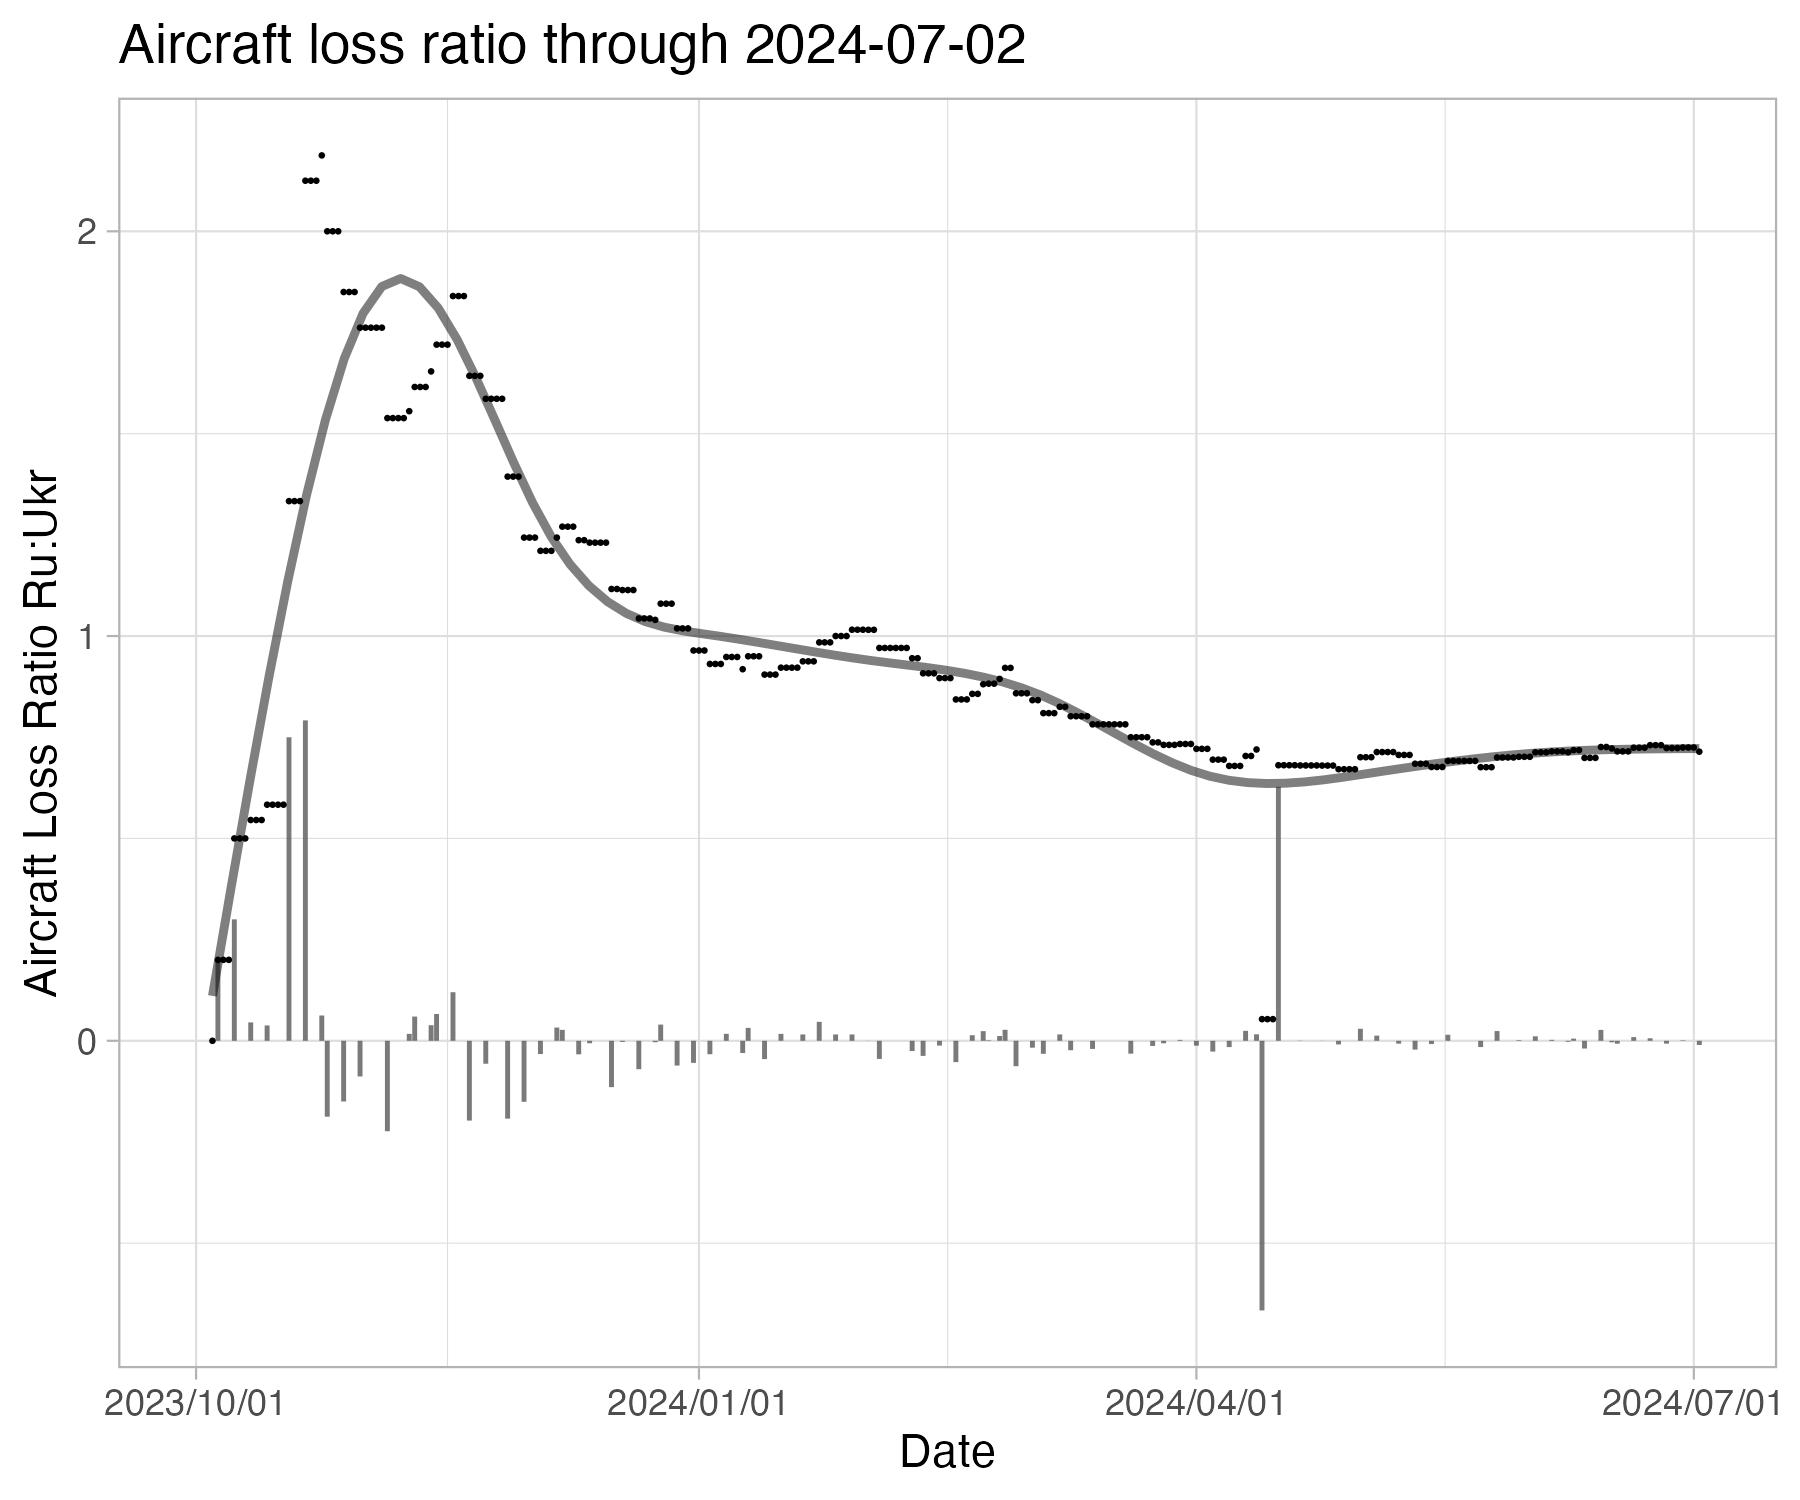 Aircraft loss ratio through 2024-07-02
Aircraft Loss Ratio Ru:Ukr
2
1
0
2023/10/01
2024/01/01
2024/04/01
2024/07/01
Date